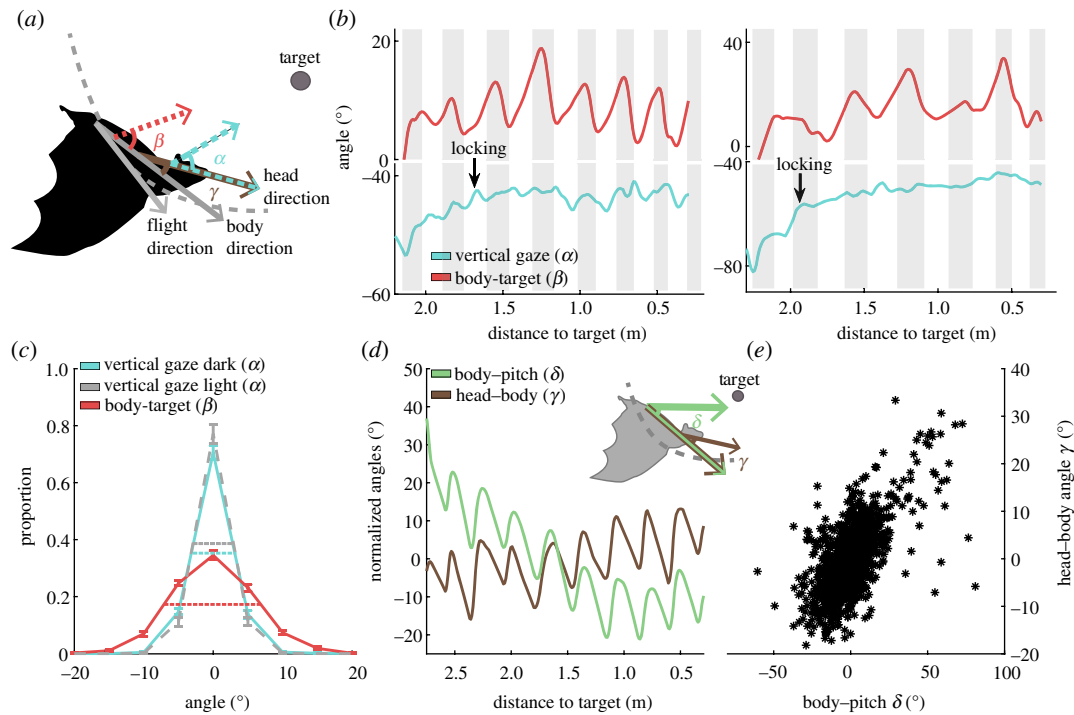 (a)
target
β
α
γ
head
direction
flight
direction
body
direction
(b)
angle (°)
20
0
−40
−60
locking
vertical gaze (α)
body-target (β)
2.0 1.5 1.0 0.5
distance to target (m)
40
0
−40
−80
locking
2.0 1.5 1.0 0.5
distance to target (m)
(c)
vertical gaze dark (α)
vertical gaze light (α)
body-target (β)
proportion
1.0
0.8
0.6
0.4
0.2
0
−20 −10 0 10 20
angle (°)
(d)
body–pitch (δ)
head–body (γ)
target
δ
γ
normalized angles (°)
50
40
30
20
10
0
−10
−20
2.5 2.0 1.5 1.0 0.5
distance to target (m)
(e)
40
30
20
10
0
−10
−20
head–body angle γ (°)
−50 0 50 100
body–pitch δ (°)